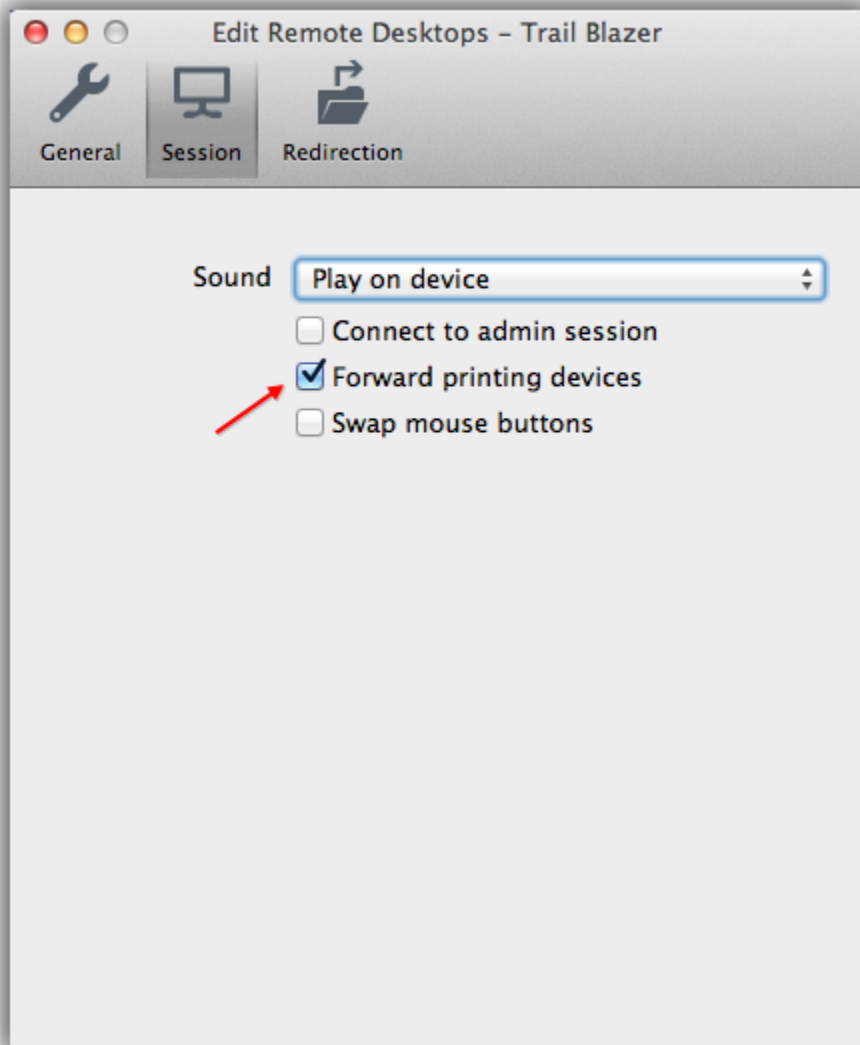 Edit Remote Desktops – Trail Blazer
General Session Redirection
Sound Play on device
Connect to admin session
Forward printing devices
Swap mouse buttons